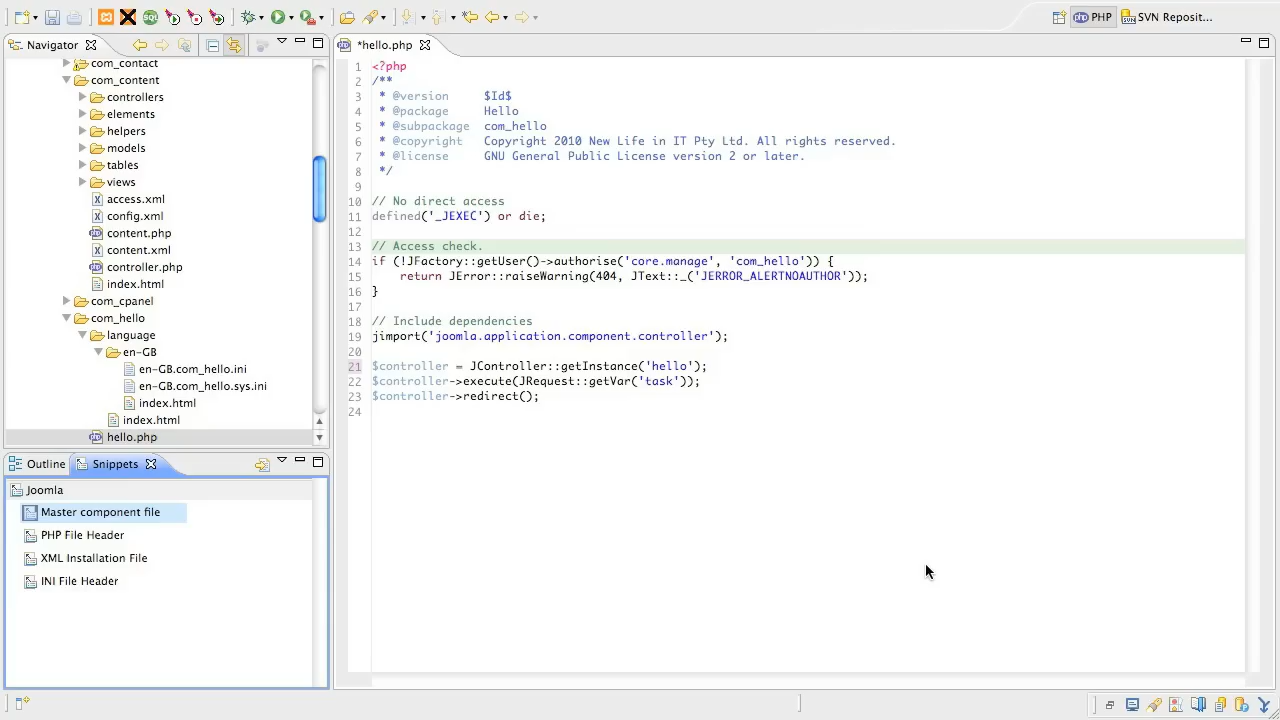 PHP
SVN Reposit...
Navigator
*hello.php
com_contact
com_content
controllers
elements
helpers
models
tables
views
access.xml
config.xml
content.php
content.xml
controller.php
index.html
com_cpanel
com_hello
language
en-GB
en-GB.com_hello.ini
en-GB.com_hello.sys.ini
index.html
index.html
hello.php
1 <?php
2 /**
3 * @version $Id$
4 * @package Hello
5 * @subpackage com_hello
6 * @copyright Copyright 2010 New Life in IT Pty Ltd. All rights reserved.
7 * @license GNU General Public License version 2 or later.
8 */
9
10 // No direct access
11 defined('_JEXEC') or die;
12
13 // Access check.
14 if (!JFactory::getUser()->authorise('core.manage', 'com_hello')) {
15 return JError::raiseWarning(404, JText::_('JERROR_ALERTNOAUTHOR'));
16 }
17
18 // Include dependencies
19 jimport('joomla.application.component.controller');
20
21 $controller = JController::getInstance('hello');
22 $controller->execute(JRequest::getVar('task'));
23 $controller->redirect();
24
Outline
Snippets
Joomla
Master component file
PHP File Header
XML Installation File
INI File Header